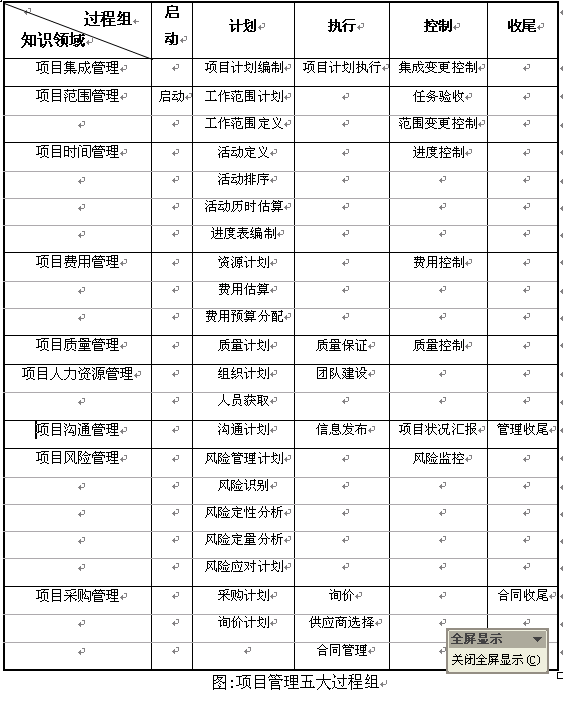 过程组 启 计划 执行 控制 收尾
知识领域 动
项目集成管理 项目计划编制 项目计划执行 集成变更控制
项目范围管理 启动 工作范围计划 任务验收
工作范围定义 范围变更控制
项目时间管理 活动定义 进度控制
活动排序
活动历时估算
进度表编制
项目费用管理 资源计划 费用控制
费用估算
费用预算分配
项目质量管理 质量计划 质量保证 质量控制
项目人力资源管理 组织计划 团队建设
人员获取
项目沟通管理 沟通计划 信息发布 项目状况汇报 管理收尾
项目风险管理 风险管理计划 风险监控
风险识别
风险定性分析
风险定量分析
风险应对计划
项目采购管理 采购计划 询价 合同收尾
询价计划 供应商选择
合同管理
全屏显示
关闭全屏显示(C)
图:项目管理五大过程组